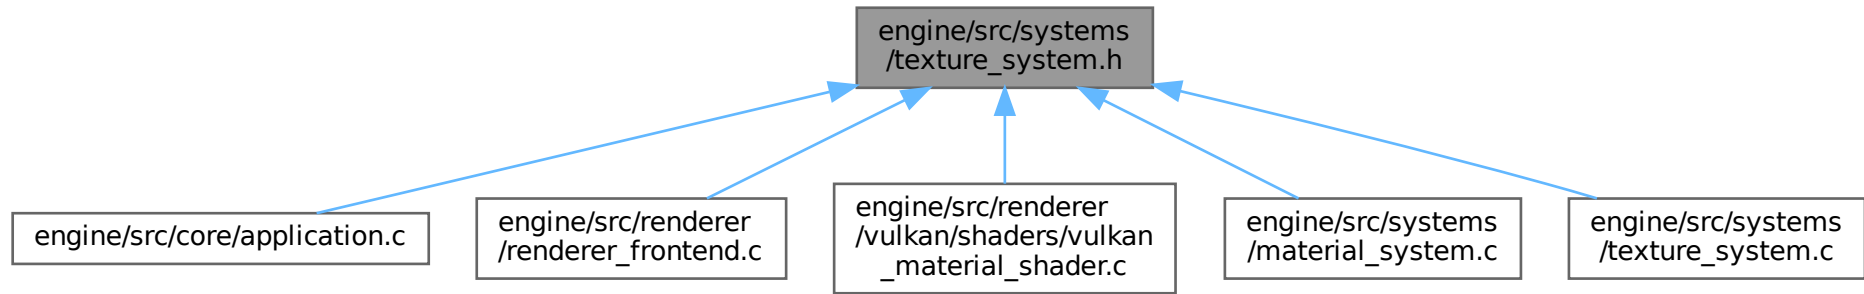 engine/src/systems
/texture_system.h
engine/src/core/application.c
engine/src/renderer
/renderer_frontend.c
engine/src/renderer
/vulkan/shaders/vulkan
_material_shader.c
engine/src/systems
/material_system.c
engine/src/systems
/texture_system.c